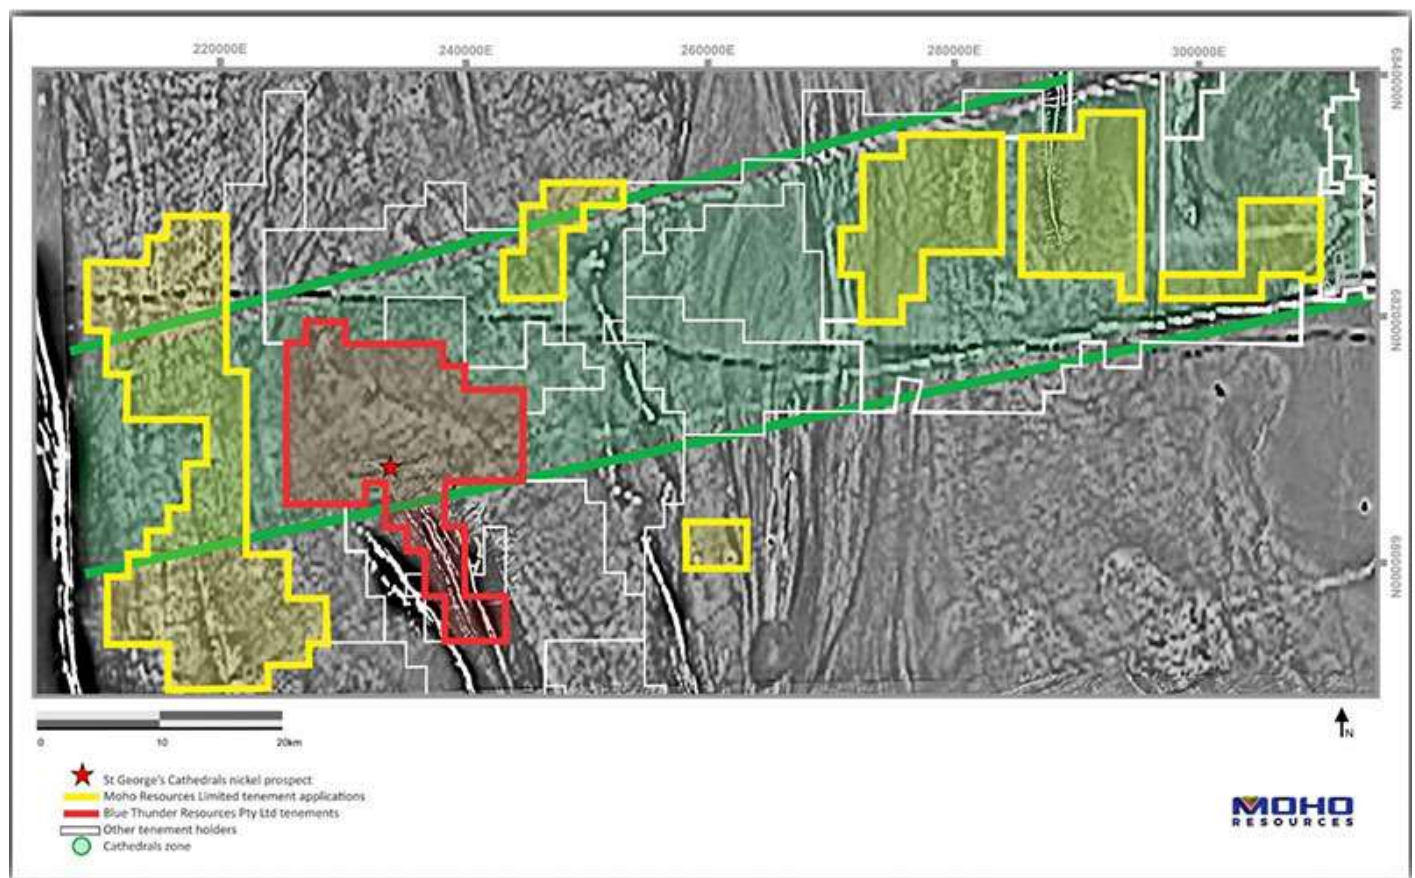 220000E 240000E 260000E 280000E 300000E
6840000N
6820000N
6800000N
0 10 20km
N
St George's Cathedrals nickel prospect
Moho Resources Limited tenement applications
Blue Thunder Resources Pty Ltd tenements
Other tenement holders
Cathedrals zone
MOHO
RESOURCES